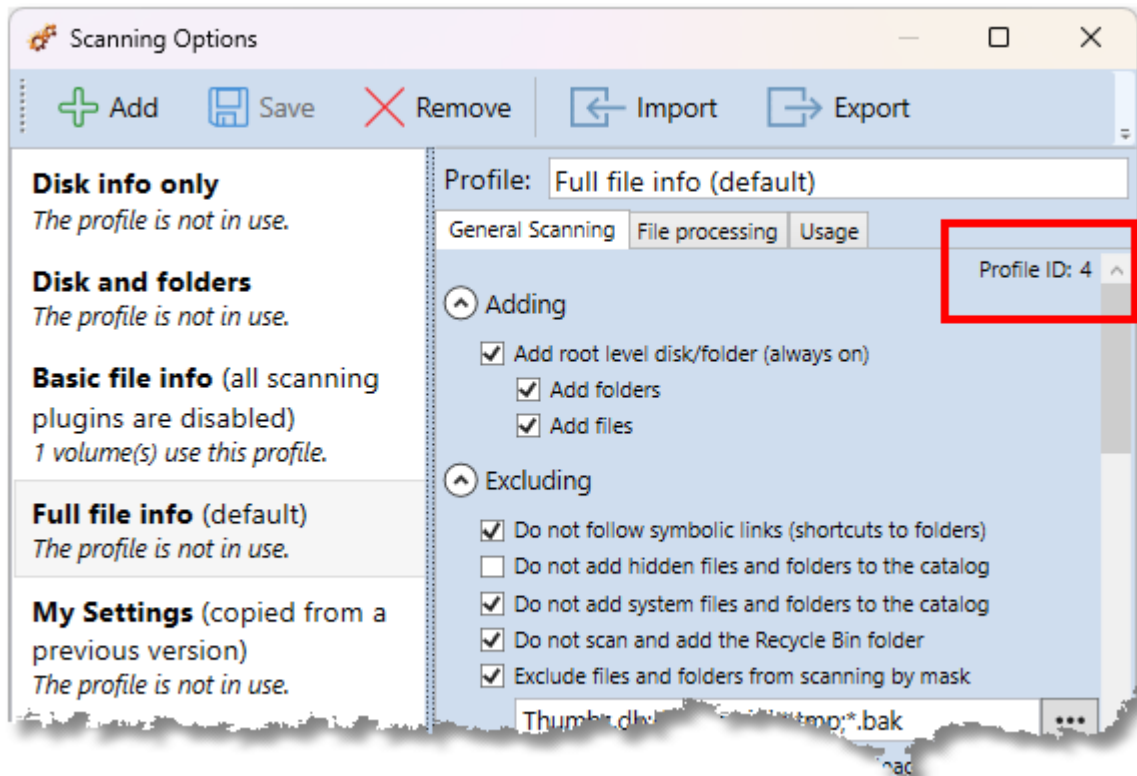 Scanning Options
Add Save Remove Import Export
Disk info only
The profile is not in use.
Disk and folders
The profile is not in use.
Basic file info (all scanning
plugins are disabled)
1 volume(s) use this profile.
Full file info (default)
The profile is not in use.
My Settings (copied from a
previous version)
The profile is not in use.
Profile: Full file info (default)
General Scanning File processing Usage
Profile ID: 4
Adding
Add root level disk/folder (always on)
Add folders
Add files
Excluding
Do not follow symbolic links (shortcuts to folders)
Do not add hidden files and folders to the catalog
Do not add system files and folders to the catalog
Do not scan and add the Recycle Bin folder
Exclude files and folders from scanning by mask
*.bak